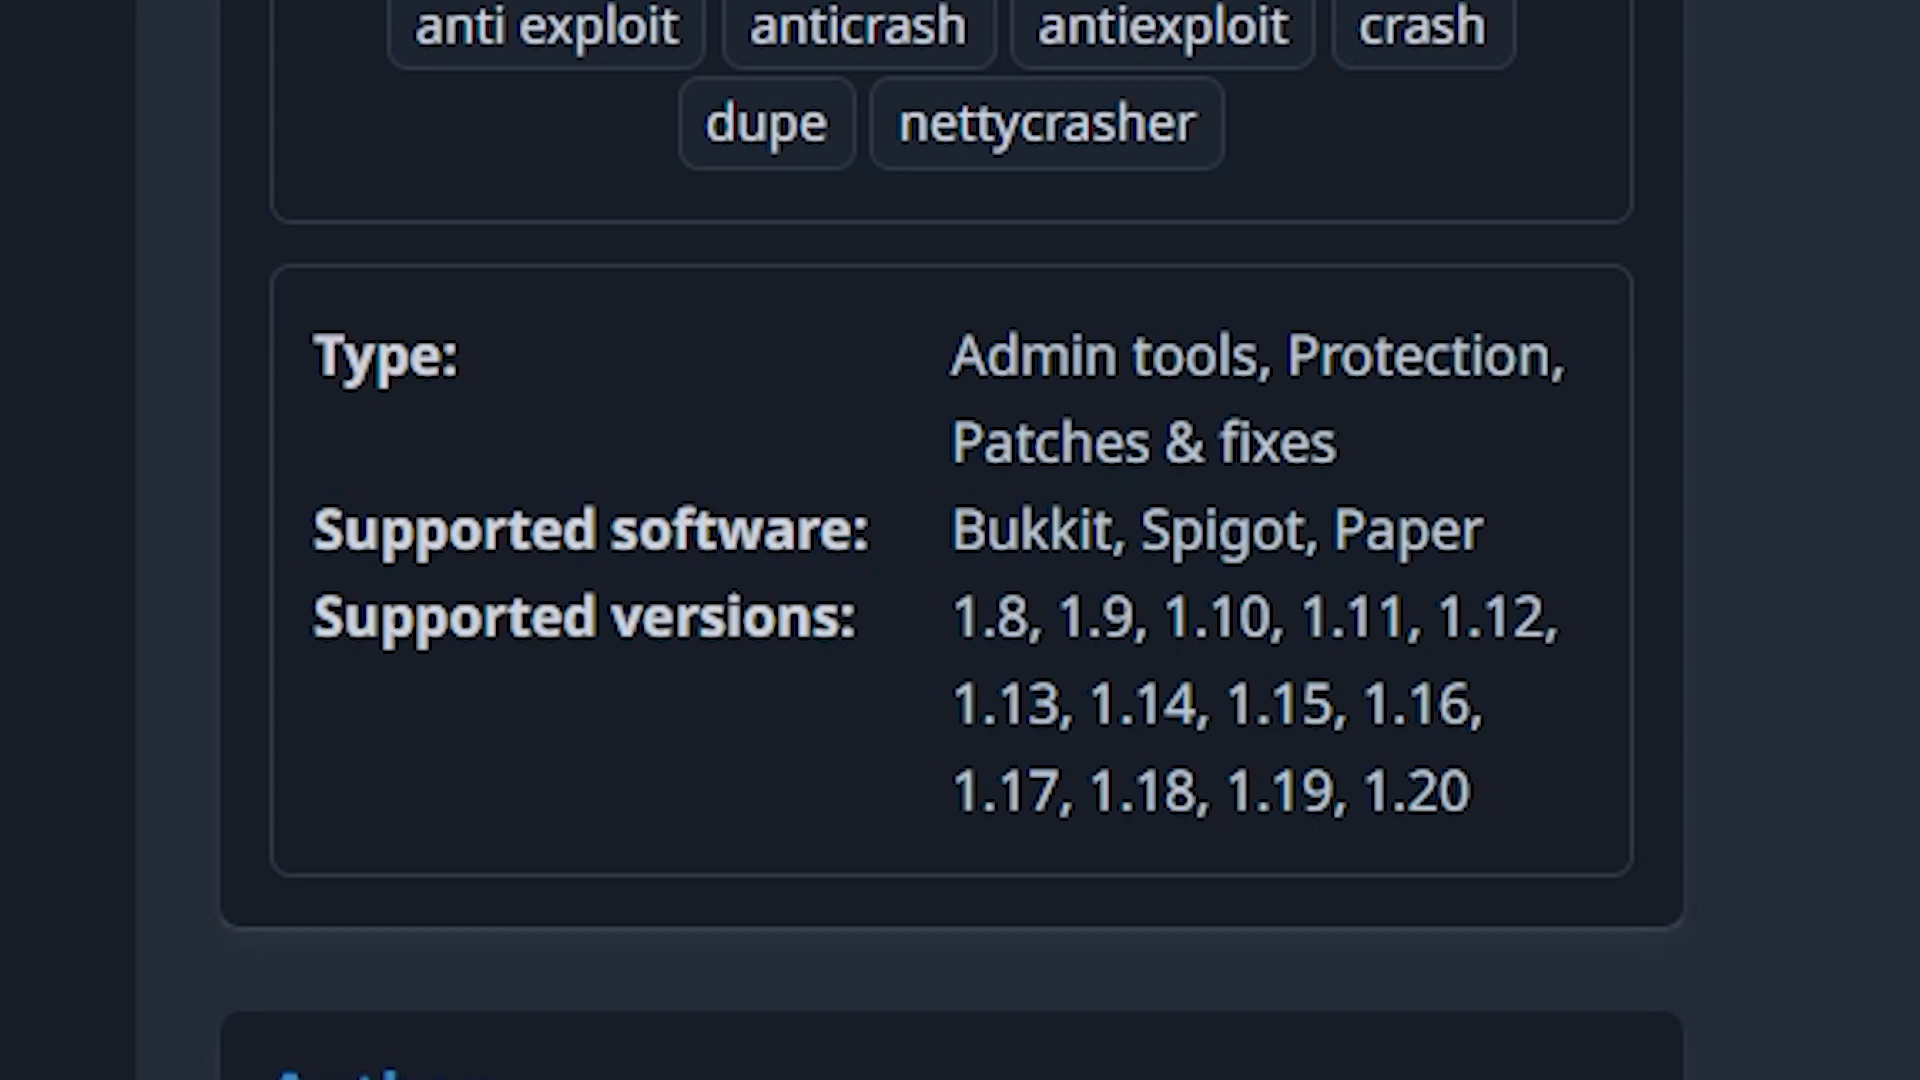 anti exploit anticrash antiexploit crash
dupe nettycrasher
Type: Admin tools, Protection,
Patches & fixes
Supported software: Bukkit, Spigot, Paper
Supported versions: 1.8, 1.9, 1.10, 1.11, 1.12,
1.13, 1.14, 1.15, 1.16,
1.17, 1.18, 1.19, 1.20